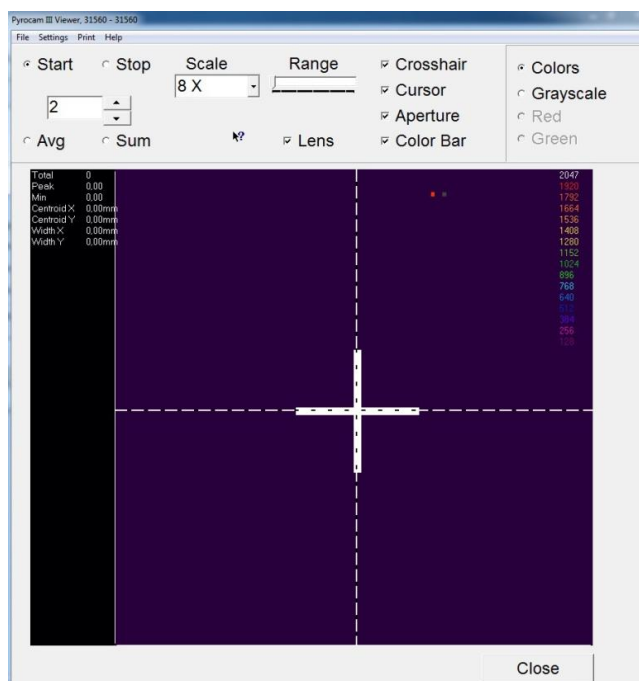 Pyrocam III Viewer, 31560 - 31560
File Settings Print Help
Start Stop Scale Range Crosshair Colors
8 X Cursor Grayscale
2 Aperture Red
Avg Sum Lens Color Bar Green
Total 0
Peak 0,00
Min 0,00
Centroid X 0,00mm
Centroid Y 0,00mm
Width X 0,00mm
Width Y 0,00mm
2047
1920
1792
1664
1536
1408
1280
1152
1024
896
768
640
512
384
256
128
Close